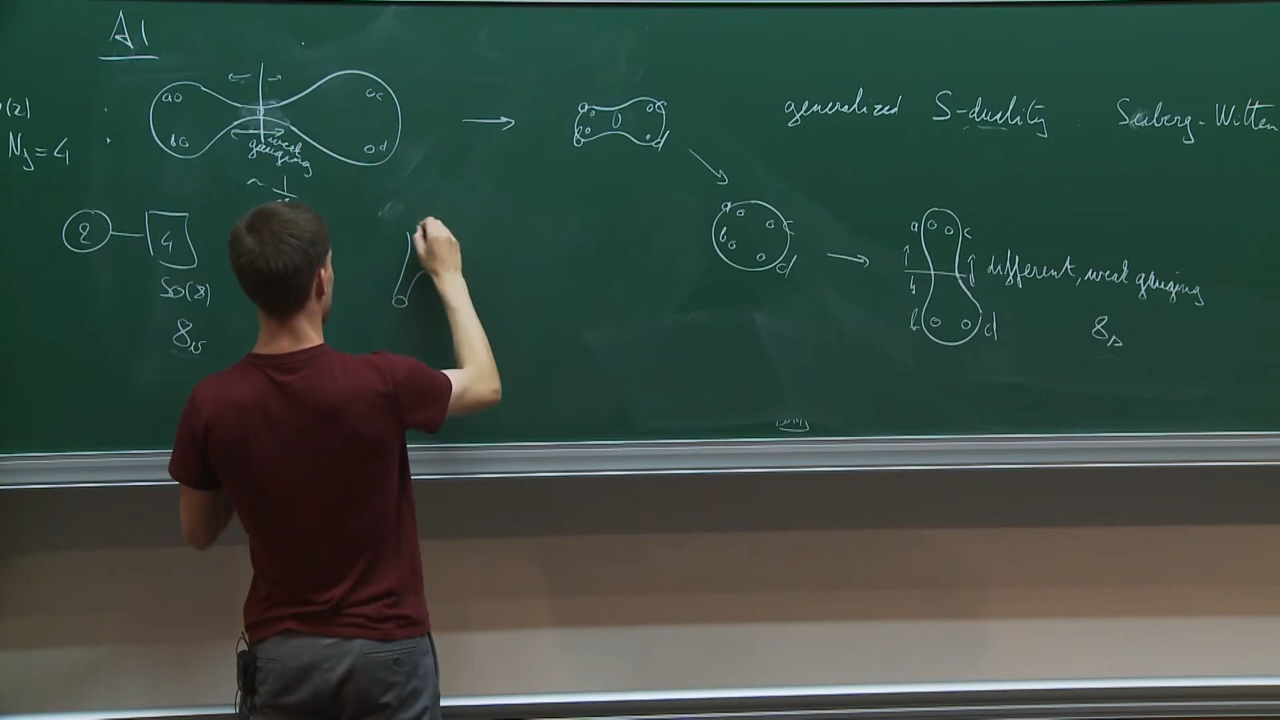 A1
generalized S-duality Seiberg-Witten
(2)
a c
N_f = 4
b d
weak gauging
~ 1
a c
b d
2 4
SO(8)
8_v
a c
b d
a c
b d
different, weak gauging
8_s